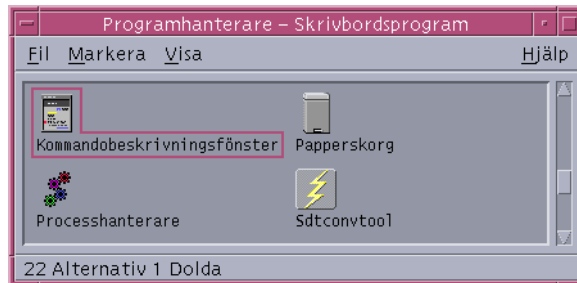 Programhanterare – Skrivbordsprogram
Fil Markera Visa Hjälp
Kommandobeskrivningsfönster Papperskorg
Processhanterare Sdtconvtool
22 Alternativ 1 Dolda